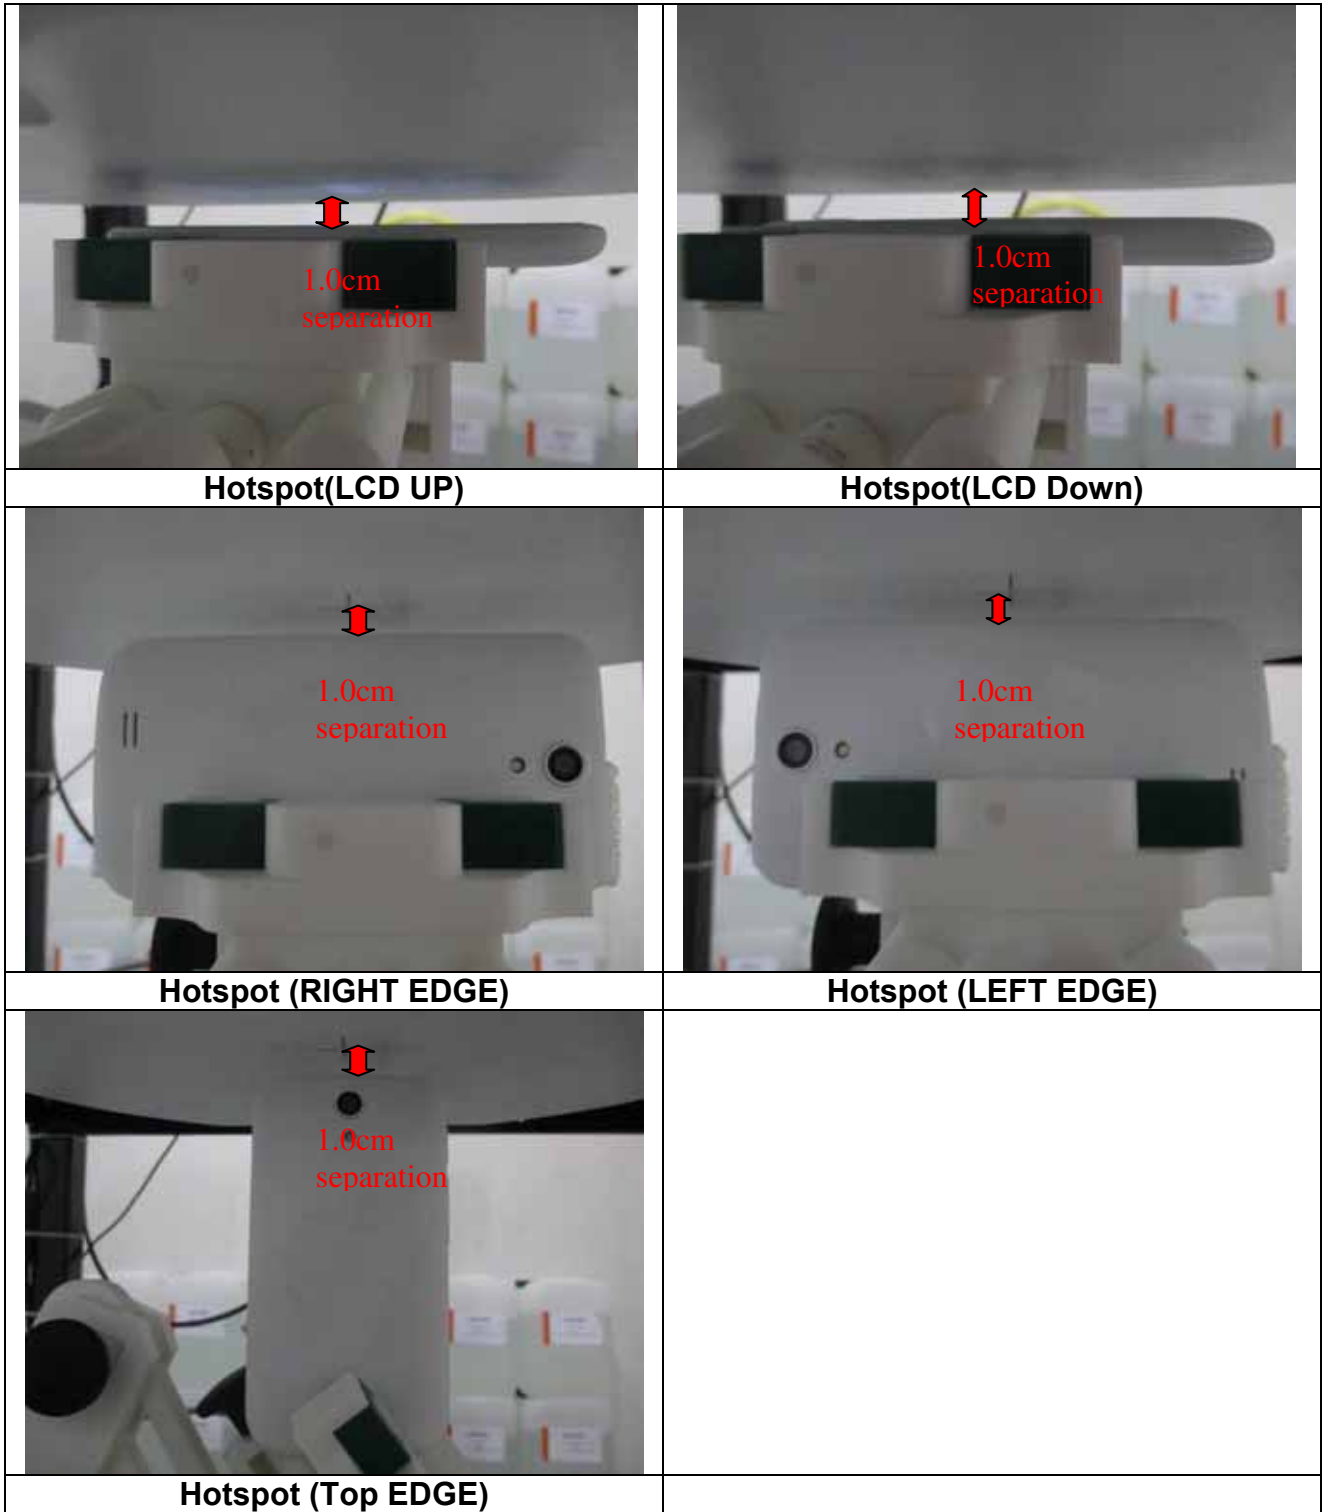 1.0cm
separation
1.0cm
separation
Hotspot(LCD UP)
Hotspot(LCD Down)
1.0cm
separation
1.0cm
separation
Hotspot (RIGHT EDGE)
Hotspot (LEFT EDGE)
1.0cm
separation
Hotspot (Top EDGE)